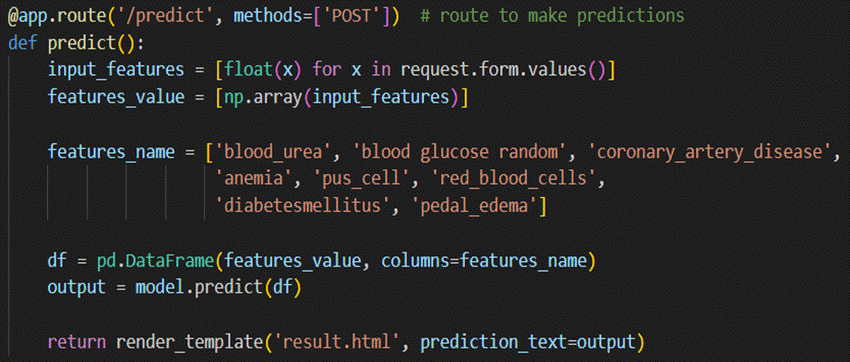 @app.route('/predict', methods=['POST'])  # route to make predictions
def predict():
    input_features = [float(x) for x in request.form.values()]
    features_value = [np.array(input_features)]

    features_name = ['blood_urea', 'blood glucose random', 'coronary_artery_disease',
                     'anemia', 'pus_cell', 'red_blood_cells',
                     'diabetesmellitus', 'pedal_edema']

    df = pd.DataFrame(features_value, columns=features_name)
    output = model.predict(df)

    return render_template('result.html', prediction_text=output)